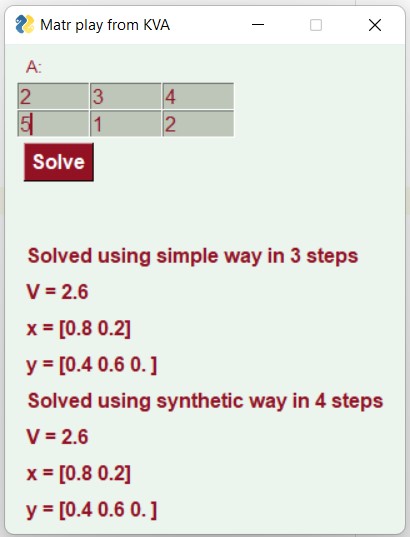 Matr play from KVA
A:
2 3 4
5 1 2
Solve
Solved using simple way in 3 steps
V = 2.6
x = [0.8 0.2]
y = [0.4 0.6 0. ]
Solved using synthetic way in 4 steps
V = 2.6
x = [0.8 0.2]
y = [0.4 0.6 0. ]